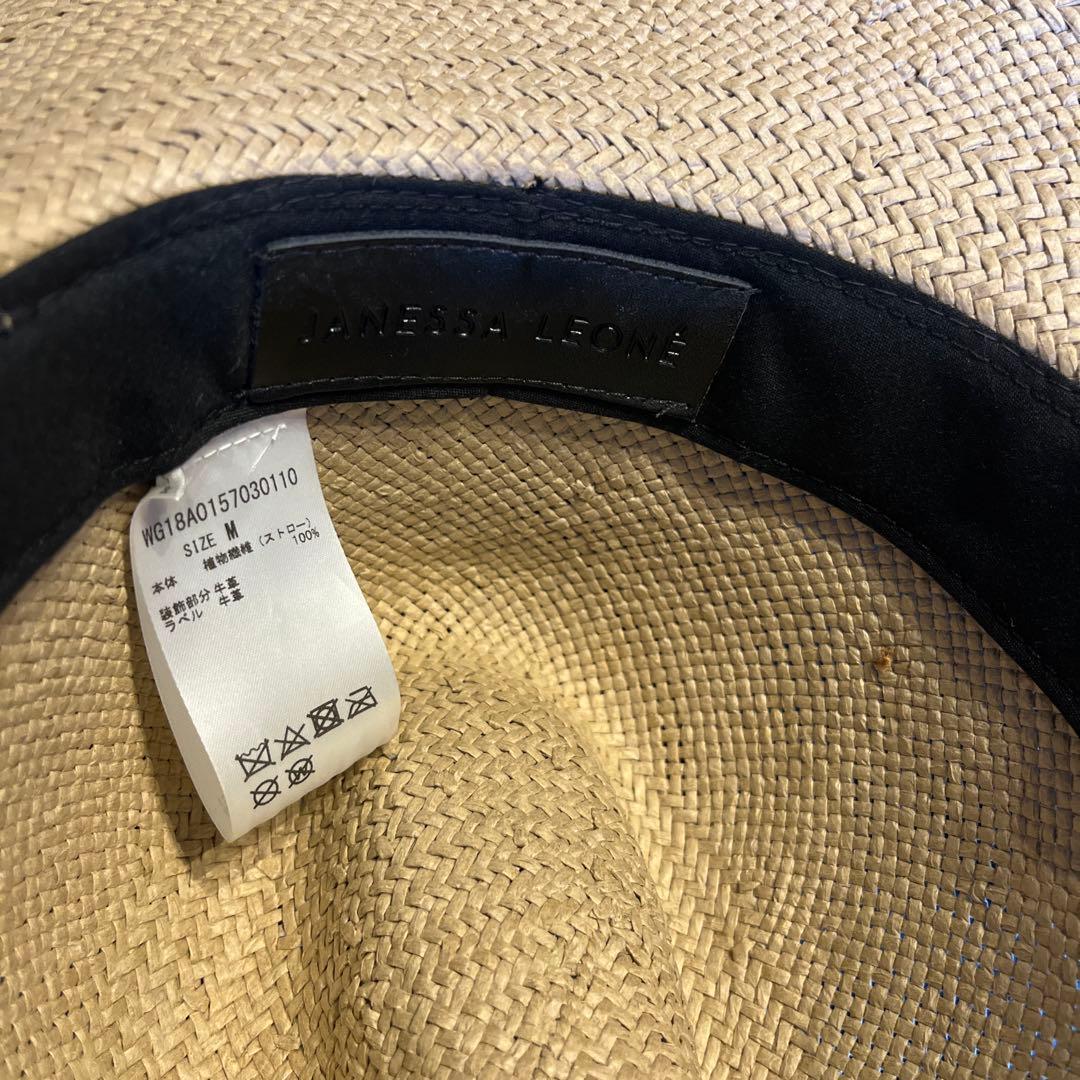 JANESSA LEONÉ
WG18A0157030110
SIZE M
本体 植物繊維（ストロー）
100%
装飾部分 牛革
ラベル 牛革